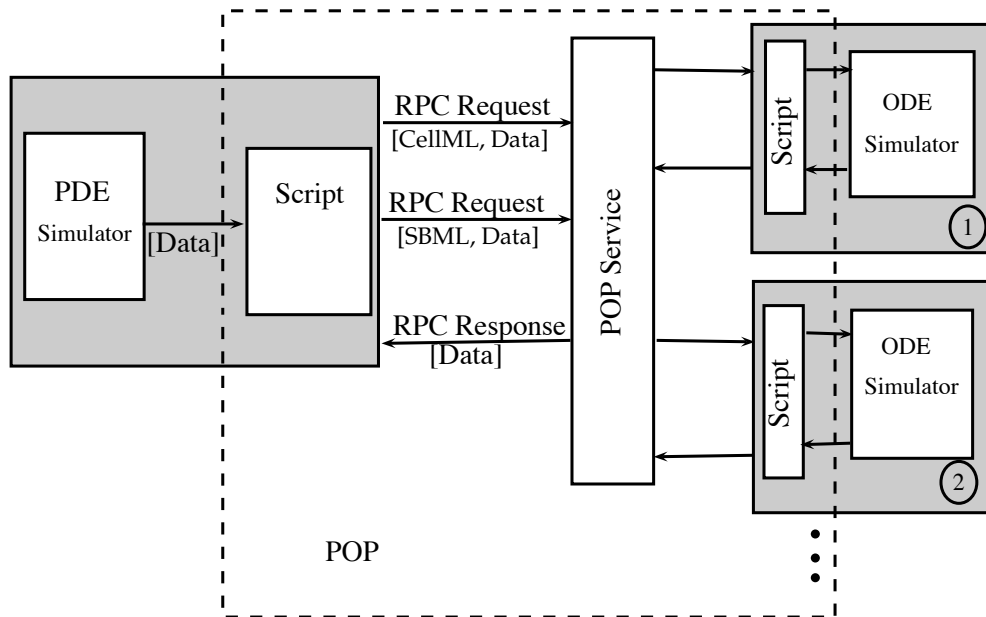 PDE
Simulator
[Data]
Script
RPC Request
[CellML, Data]
RPC Request
[SBML, Data]
RPC Response
[Data]
POP Service
Script
ODE
Simulator
1
Script
ODE
Simulator
2
POP